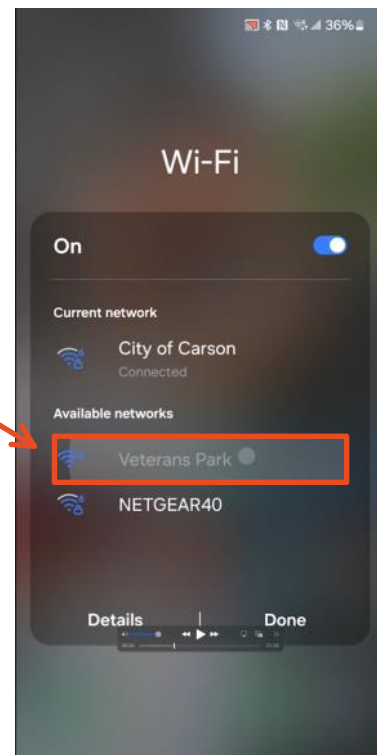 36%
Wi-Fi
On
Current network
City of Carson
Connected
Available networks
Veterans Park
NETGEAR40
Details | Done